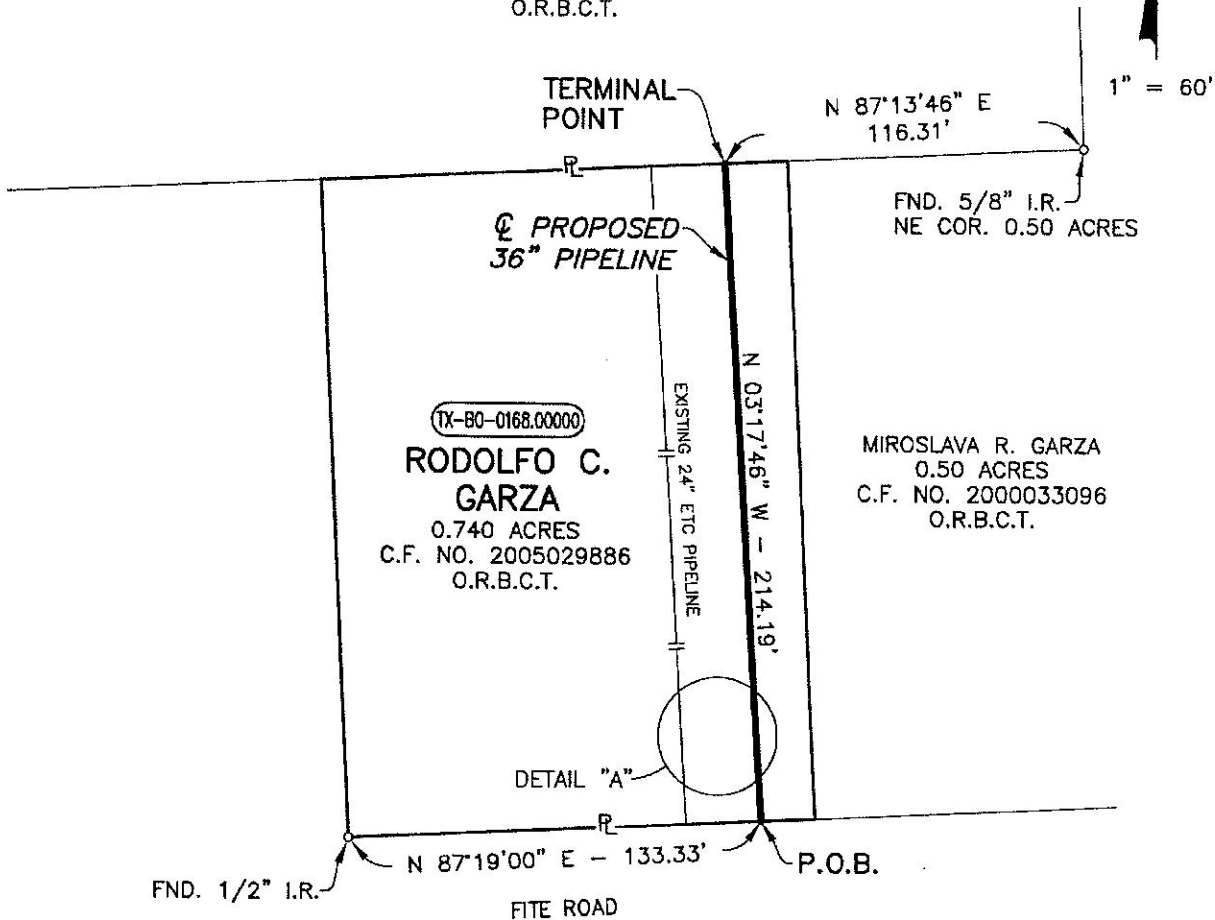 O.R.B.C.T.
1" = 60'
TERMINAL
POINT
N 87°13'46" E
116.31'
FND. 5/8" I.R.
NE COR. 0.50 ACRES
PL
℄ PROPOSED
36" PIPELINE
N 03°17'46" W - 214.19'
EXISTING 24" ETC PIPELINE
TX-BO-0168.00000
RODOLFO C.
GARZA
0.740 ACRES
C.F. NO. 2005029886
O.R.B.C.T.
MIROSLAVA R. GARZA
0.50 ACRES
C.F. NO. 2000033096
O.R.B.C.T.
DETAIL "A"
PL
N 87°19'00" E - 133.33'
P.O.B.
FND. 1/2" I.R.
FITE ROAD